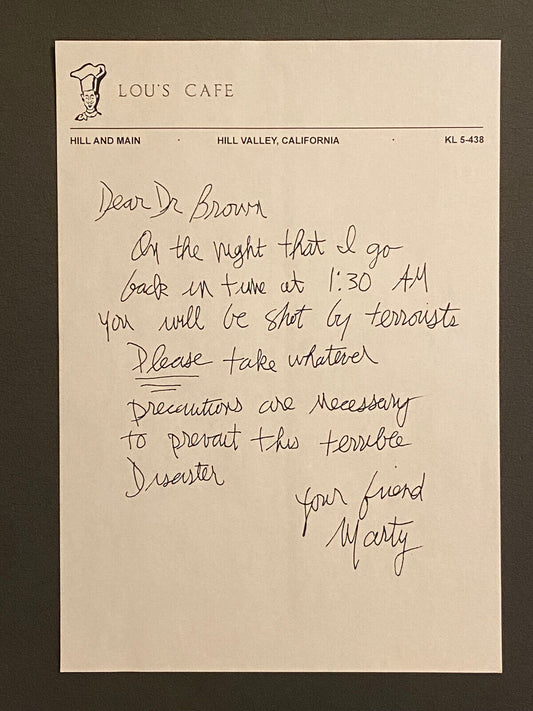 LOU'S CAFE
HILL AND MAIN · HILL VALLEY, CALIFORNIA · KL 5-438
Dear Dr Brown
On the night that I go
back in time at 1:30 AM
you will be shot by terrorists
Please take whatever
precautions are necessary
to prevent this terrible
Disaster
Your friend
Marty